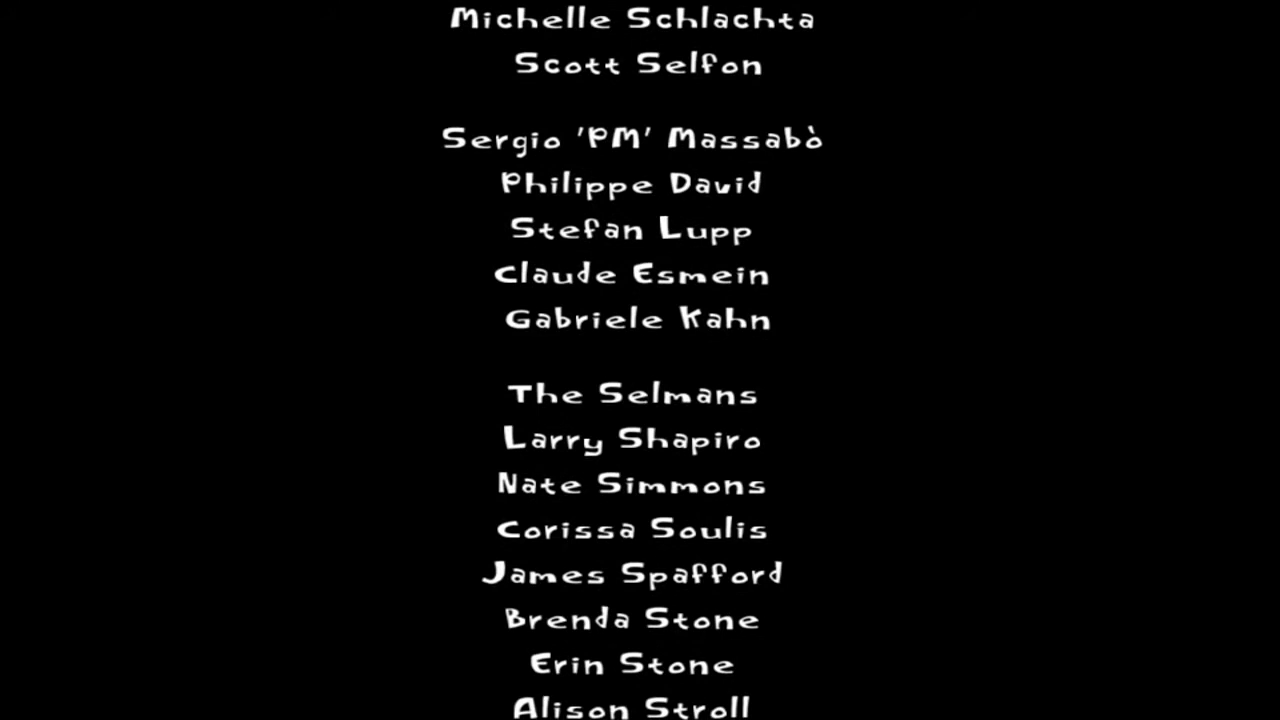 Michelle Schlachta
Scott Selfon
Sergio 'PM' Massabò
Philippe David
Stefan Lupp
Claude Esmein
Gabriele Kahn
The Selmans
Larry Shapiro
Nate Simmons
Corissa Soulis
James Spafford
Brenda Stone
Erin Stone
Alison Stroll